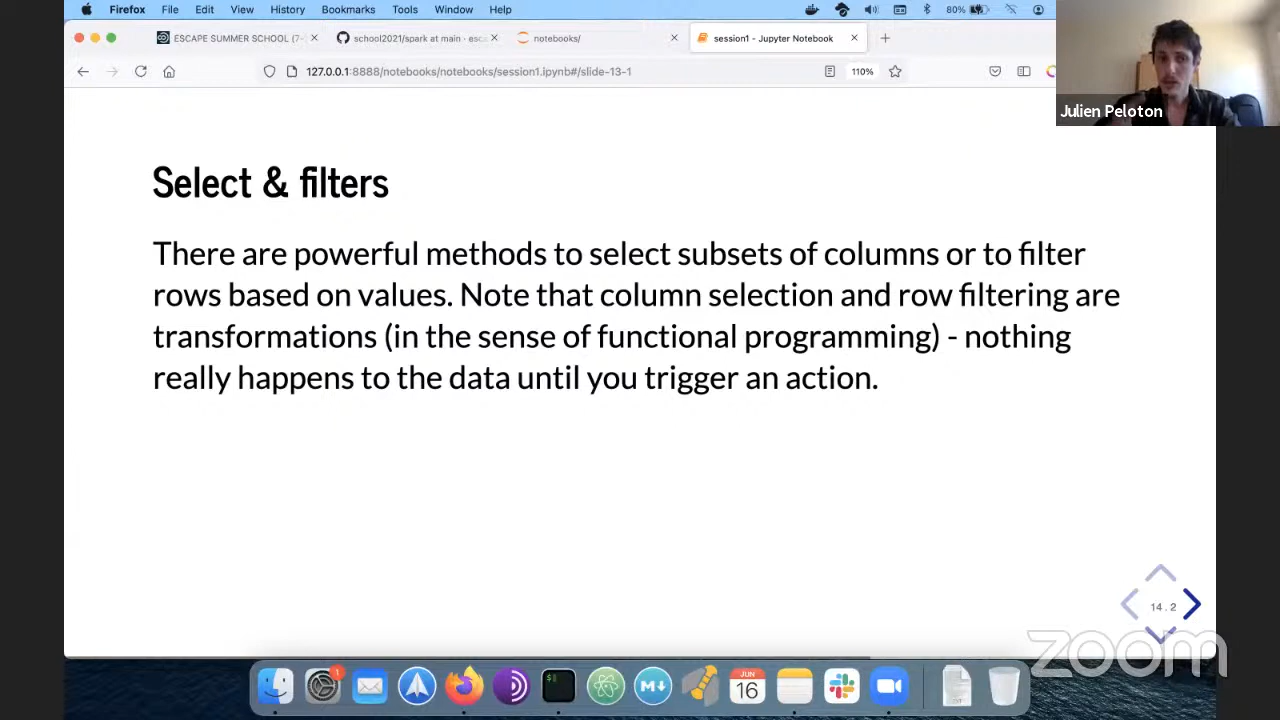 Firefox File Edit View History Bookmarks Tools Window Help 80%
ESCAPE SUMMER SCHOOL (7-
school2021/spark at main · esc
notebooks/
session1 - Jupyter Notebook
127.0.0.1:8888/notebooks/notebooks/session1.ipynb#/slide-13-1 110%
Julien Peloton
Select & filters
There are powerful methods to select subsets of columns or to filter
rows based on values. Note that column selection and row filtering are
transformations (in the sense of functional programming) - nothing
really happens to the data until you trigger an action.
14.2
zoom
1
$
M
JUN
16